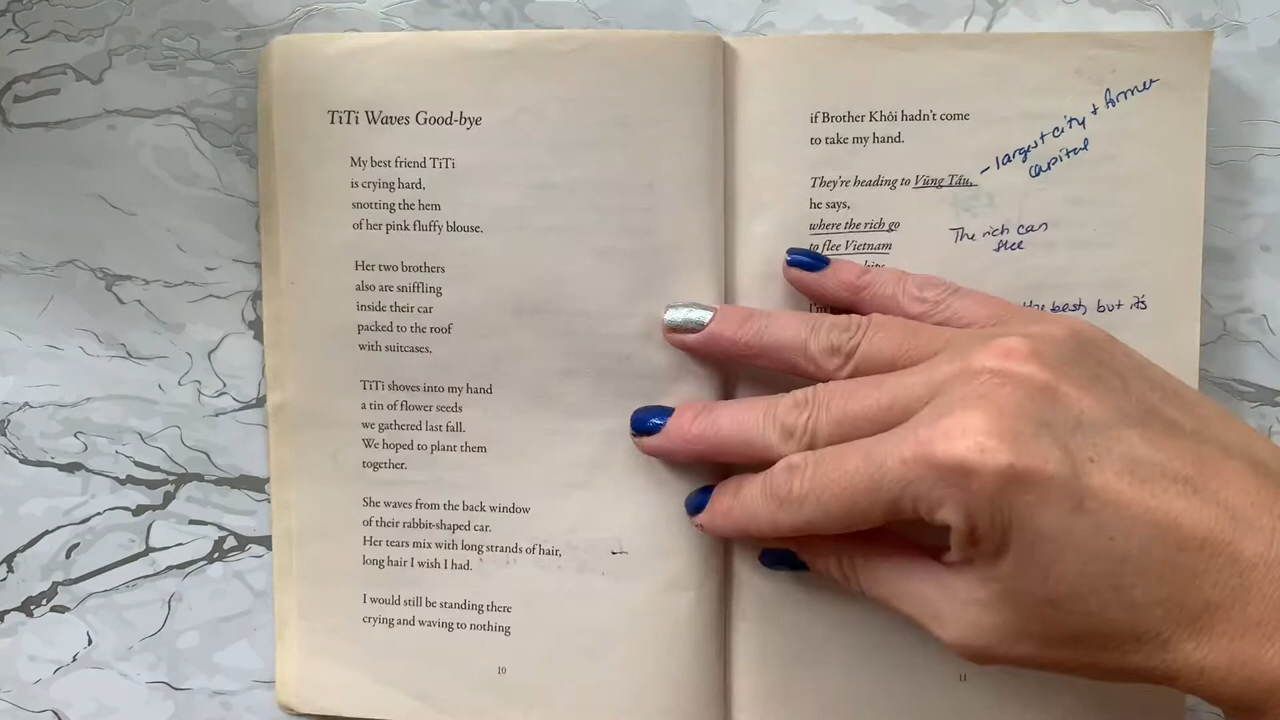 TiTi Waves Good-bye
My best friend TiTi
is crying hard,
snotting the hem
of her pink fluffy blouse.
Her two brothers
also are sniffling
inside their car
packed to the roof
with suitcases.
TiTi shoves into my hand
a tin of flower seeds
we gathered last fall.
We hoped to plant them
together.
She waves from the back window
of their rabbit-shaped car.
Her tears mix with long strands of hair,
long hair I wish I had.
I would still be standing there
crying and waving to nothing
10
if Brother Khôi hadn't come
to take my hand.
They're heading to Vũng Tầu,
he says,
where the rich go
to flee Vietnam
I'm
- largest city + former
capital
The rich can
flee
the best, but it's
11